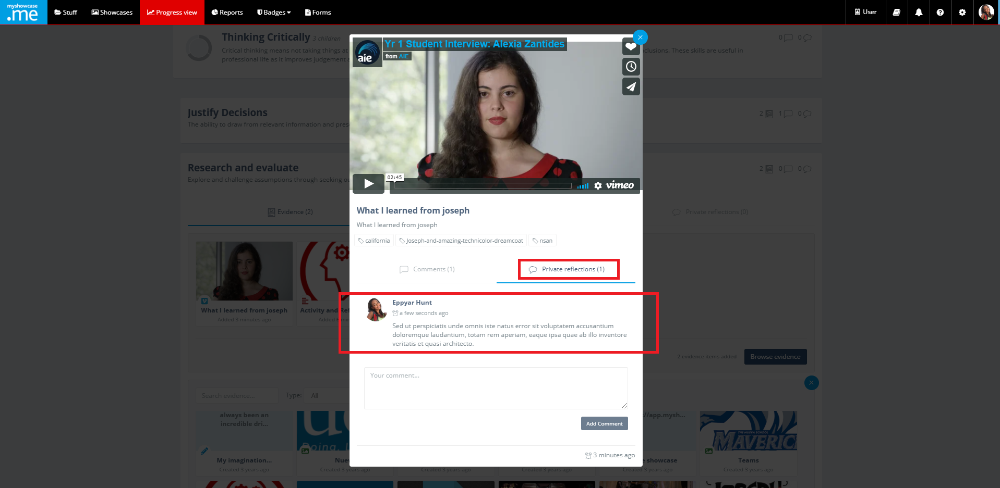 myshowcase
.me
Stuff
Showcases
Progress view
Reports
Badges
Forms
User
Thinking Critically 3 children
0 0
Critical thinking means not taking things at
nclusions. These skills are useful in
professional life as it improves judgement a
Justify Decisions
The ability to draw from relevant information and pres
2 1 0
Research and evaluate
Explore and challenge assumptions through seeking ou
2 0 0
Evidence (2)
Private reflections (0)
What I learned from joseph
Added 3 minutes ago
Activity and Ref
Added 6 min
2 evidence items added
Browse evidence
Search evidence...
Type:
All
always been an
incredible dri...
My imagination...
Created 3 years ago
Doing, L
Nuev
Created 3 years ago
Created 3 years ago
Created 3 years ago
://app.mysh...
e showcase
Created 3 years ago
THE NUEVA SCHOOL
MAVERIC
Teams
Created 3 years ago
aie
Yr 1 Student Interview: Alexia Zantides
from AIE
02:45
vimeo
What I learned from joseph
What I learned from joseph
california
Joseph-and-amazing-technicolor-dreamcoat
nsan
Comments (1)
Private reflections (1)
Eppyar Hunt
a few seconds ago
Sed ut perspiciatis unde omnis iste natus error sit voluptatem accusantium
doloremque laudantium, totam rem aperiam, eaque ipsa quae ab illo inventore
veritatis et quasi architecto.
Your comment...
Add Comment
3 minutes ago